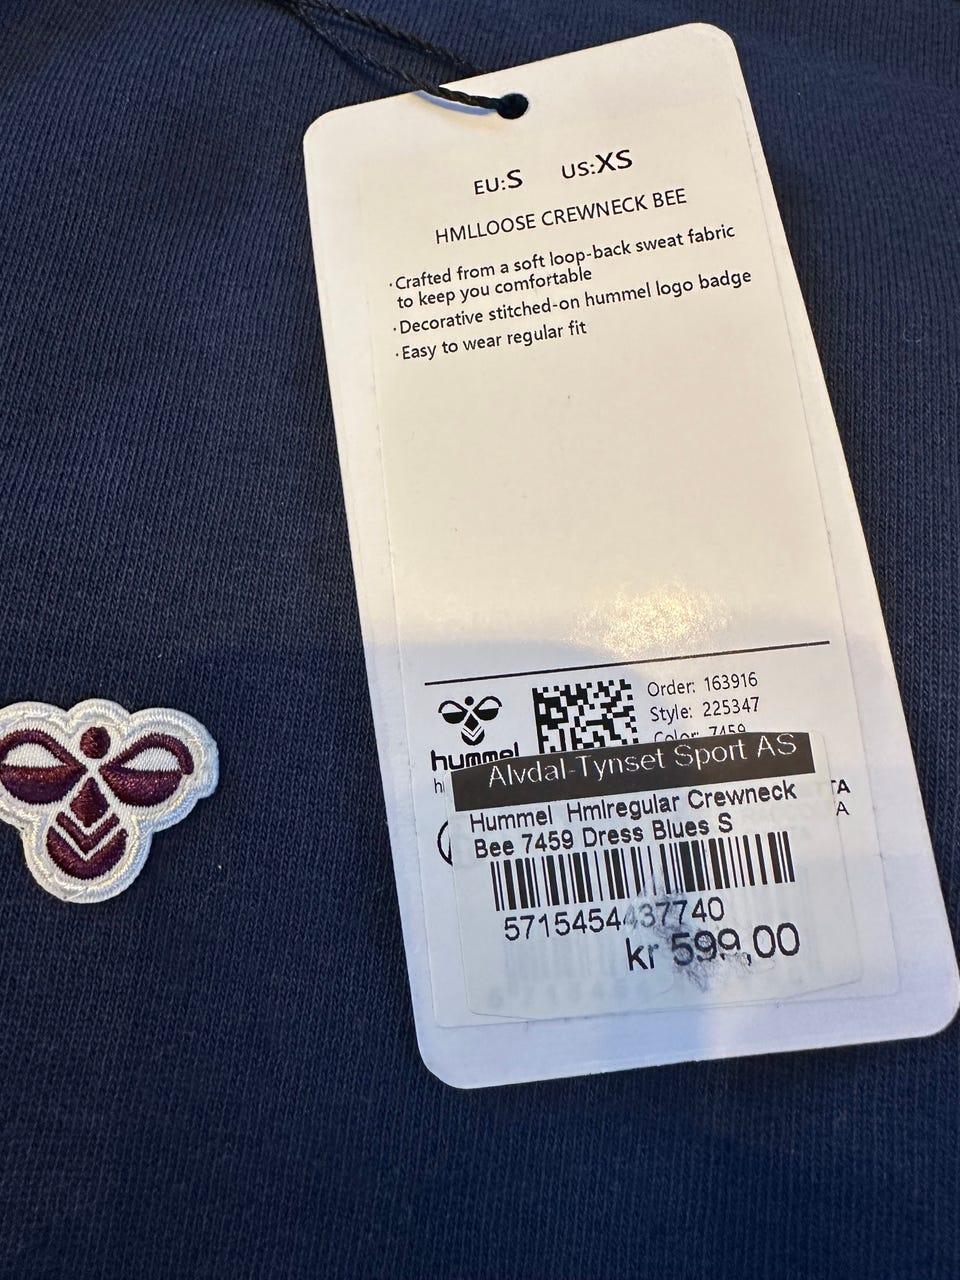 EU:S US:XS
HMLLOOSE CREWNECK BEE
·Crafted from a soft loop-back sweat fabric
to keep you comfortable
·Decorative stitched-on hummel logo badge
·Easy to wear regular fit
Order: 163916
Style: 225347
Color: 7459
hummel
Alvdal-Tynset Sport AS
Hummel Hmlregular Crewneck
Bee 7459 Dress Blues S
5715454437740
kr 599,00